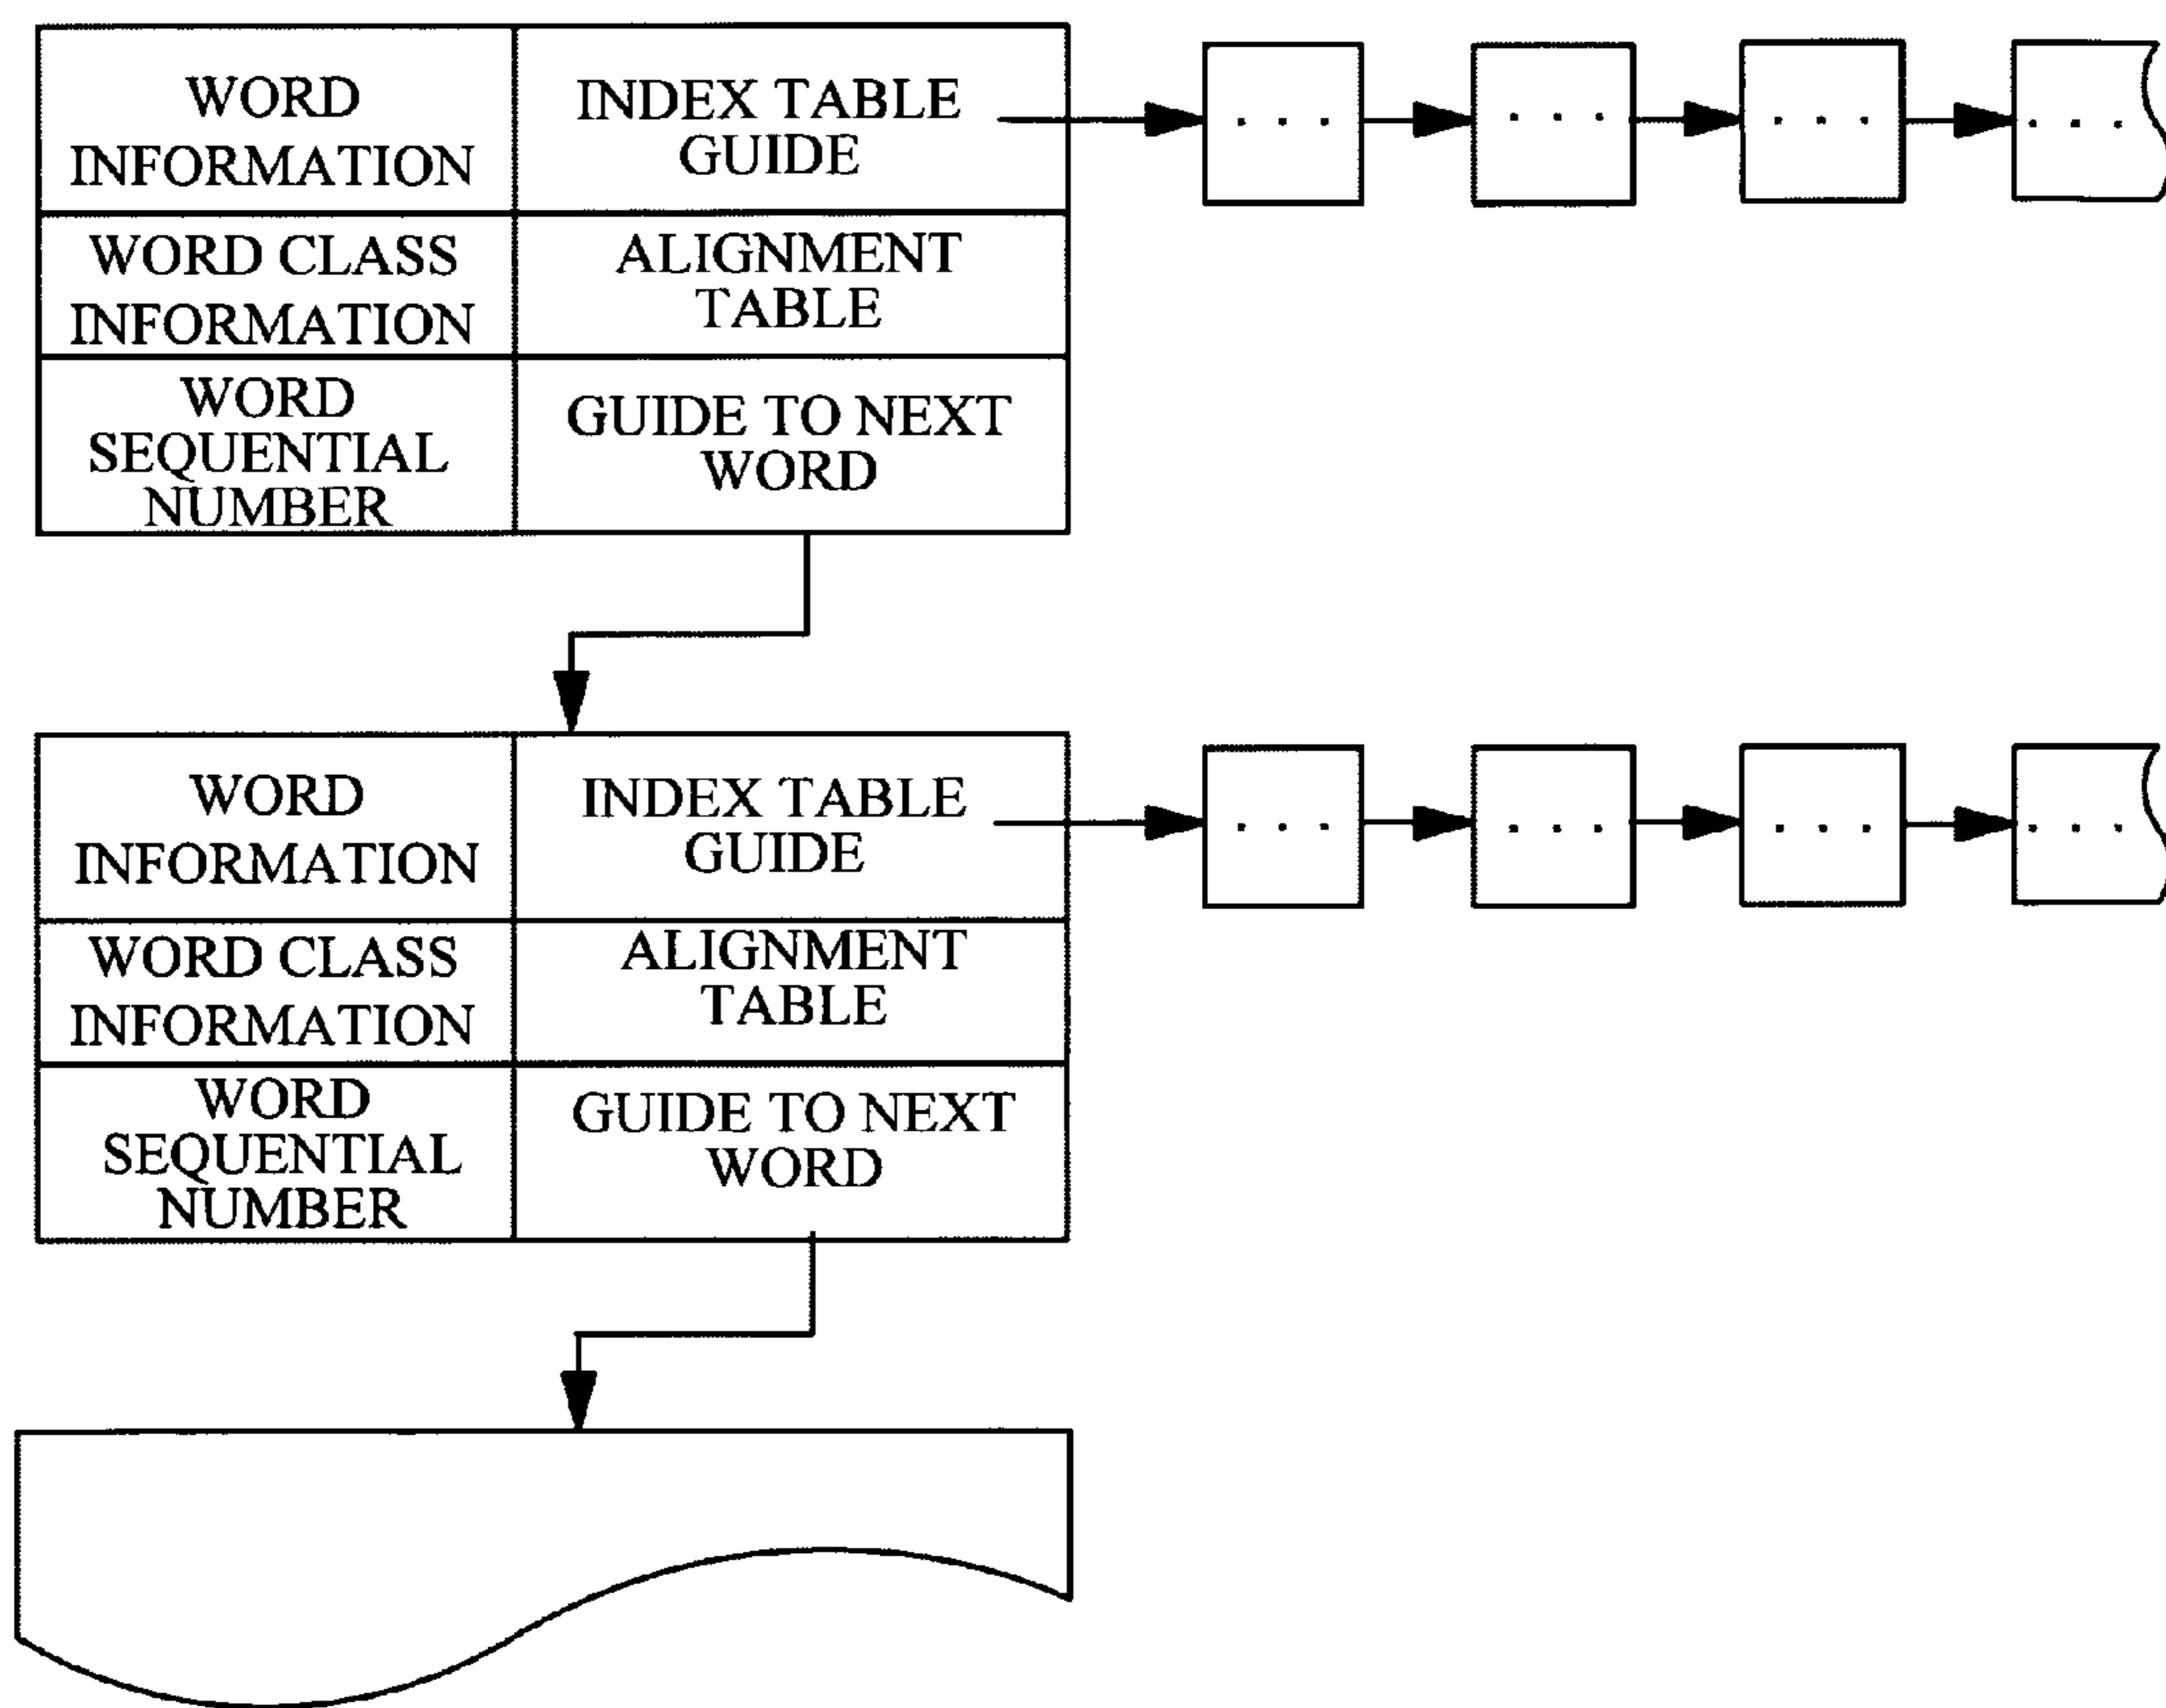 WORD
INFORMATION
INDEX TABLE
GUIDE
. . .
. . .
. . .
. . .
WORD CLASS
INFORMATION
ALIGNMENT
TABLE
WORD
SEQUENTIAL
NUMBER
GUIDE TO NEXT
WORD
WORD
INFORMATION
INDEX TABLE
GUIDE
. . .
. . .
. . .
. . .
WORD CLASS
INFORMATION
ALIGNMENT
TABLE
WORD
SEQUENTIAL
NUMBER
GUIDE TO NEXT
WORD